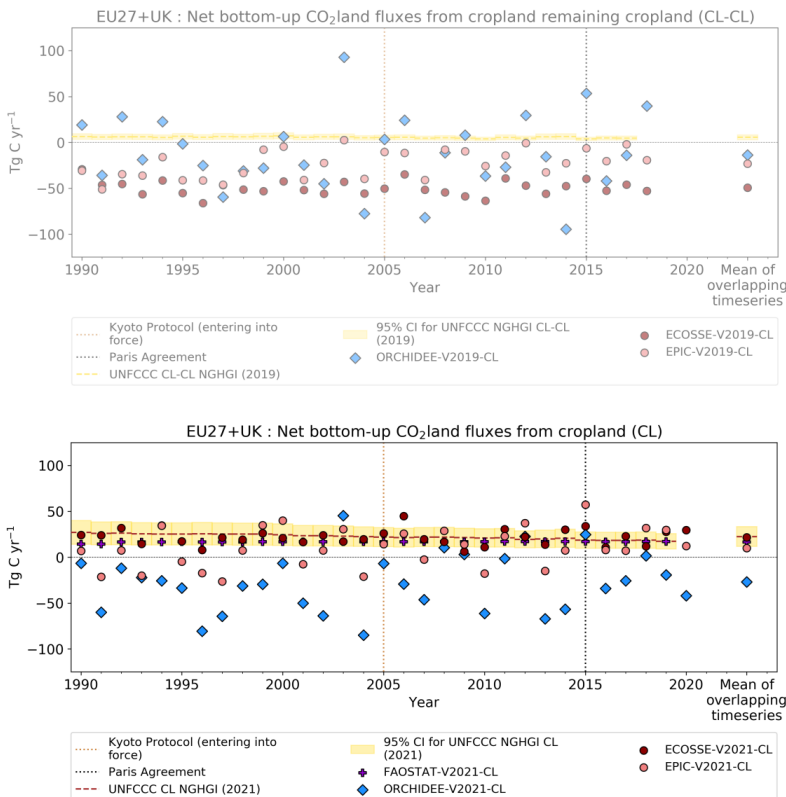 EU27+UK : Net bottom-up CO₂land fluxes from cropland remaining cropland (CL-CL)
100
50
0
−50
−100
Tg C yr⁻¹
1990
1995
2000
2005
2010
2015
2020
Mean of
overlapping
timeseries
Year
Kyoto Protocol (entering into
force)
Paris Agreement
UNFCCC CL-CL NGHGI (2019)
95% CI for UNFCCC NGHGI CL-CL
(2019)
ORCHIDEE-V2019-CL
ECOSSE-V2019-CL
EPIC-V2019-CL
EU27+UK : Net bottom-up CO₂land fluxes from cropland (CL)
100
50
0
−50
−100
Tg C yr⁻¹
1990
1995
2000
2005
2010
2015
2020
Mean of
overlapping
timeseries
Year
Kyoto Protocol (entering into
force)
Paris Agreement
UNFCCC CL NGHGI (2021)
95% CI for UNFCCC NGHGI CL
(2021)
FAOSTAT-V2021-CL
ORCHIDEE-V2021-CL
ECOSSE-V2021-CL
EPIC-V2021-CL